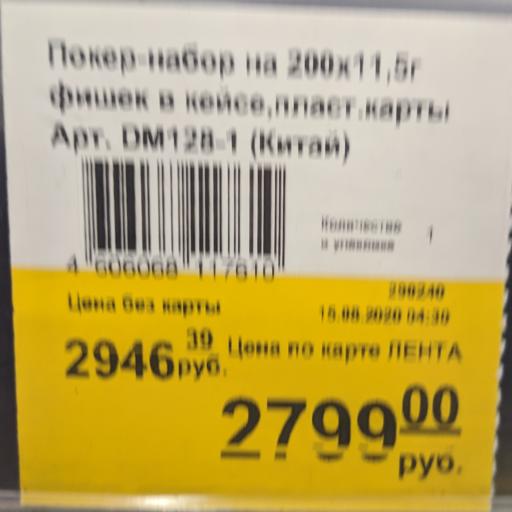 Покер-набор на 200х11,5г
фишек в кейсе,пласт.карты
Арт. DM128-1 (Китай)
Количество
в упаковке 1
4 606068 117610
290240
Цена без карты
15.08.2020 04:30
2946 39 руб.
Цена по карте ЛЕНТА
2799 00
руб.